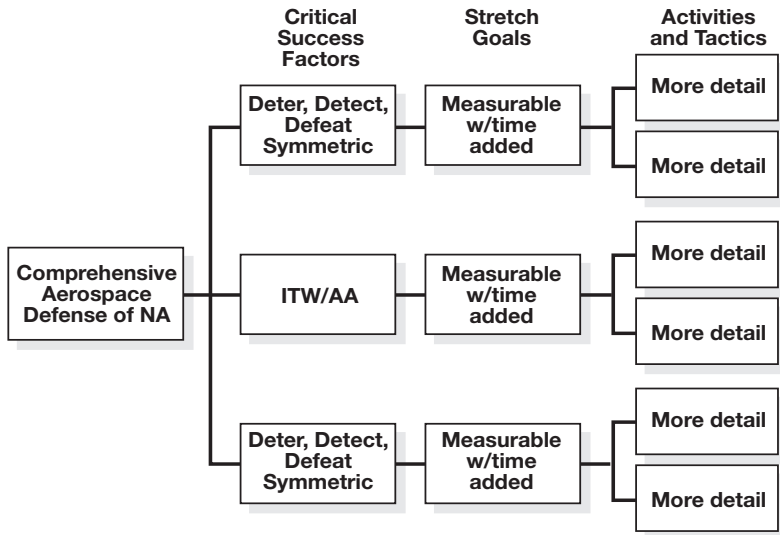 Critical
Success
Factors
Stretch
Goals
Activities
and Tactics
Comprehensive
Aerospace
Defense of NA
Deter, Detect,
Defeat
Symmetric
Measurable
w/time
added
More detail
More detail
ITW/AA
Measurable
w/time
added
More detail
More detail
Deter, Detect,
Defeat
Symmetric
Measurable
w/time
added
More detail
More detail